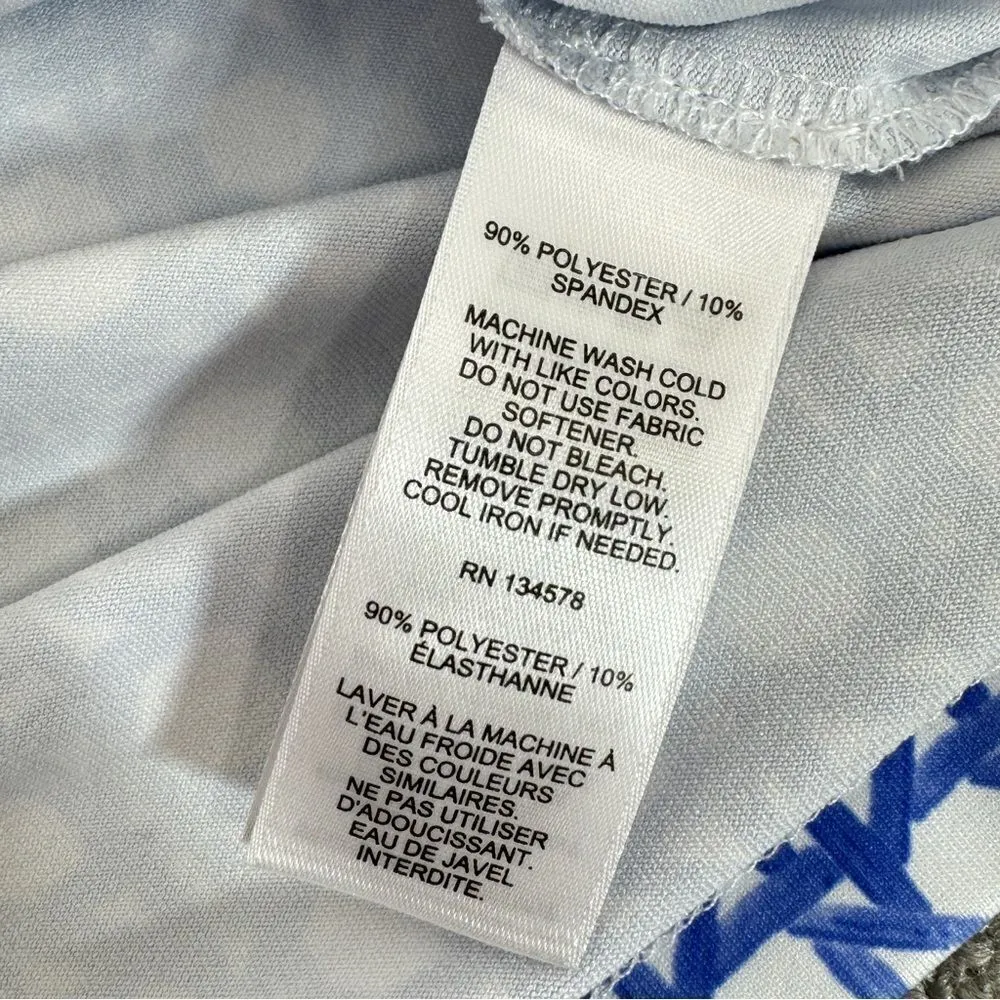 90% POLYESTER / 10%
SPANDEX
MACHINE WASH COLD
WITH LIKE COLORS.
DO NOT USE FABRIC
SOFTENER.
DO NOT BLEACH.
TUMBLE DRY LOW.
REMOVE PROMPTLY.
COOL IRON IF NEEDED.
RN 134578
90% POLYESTER / 10%
ÉLASTHANNE
LAVER À LA MACHINE À
L'EAU FROIDE AVEC
DES COULEURS
SIMILAIRES.
NE PAS UTILISER
D'ADOUCISSANT.
EAU DE JAVEL
INTERDITE.